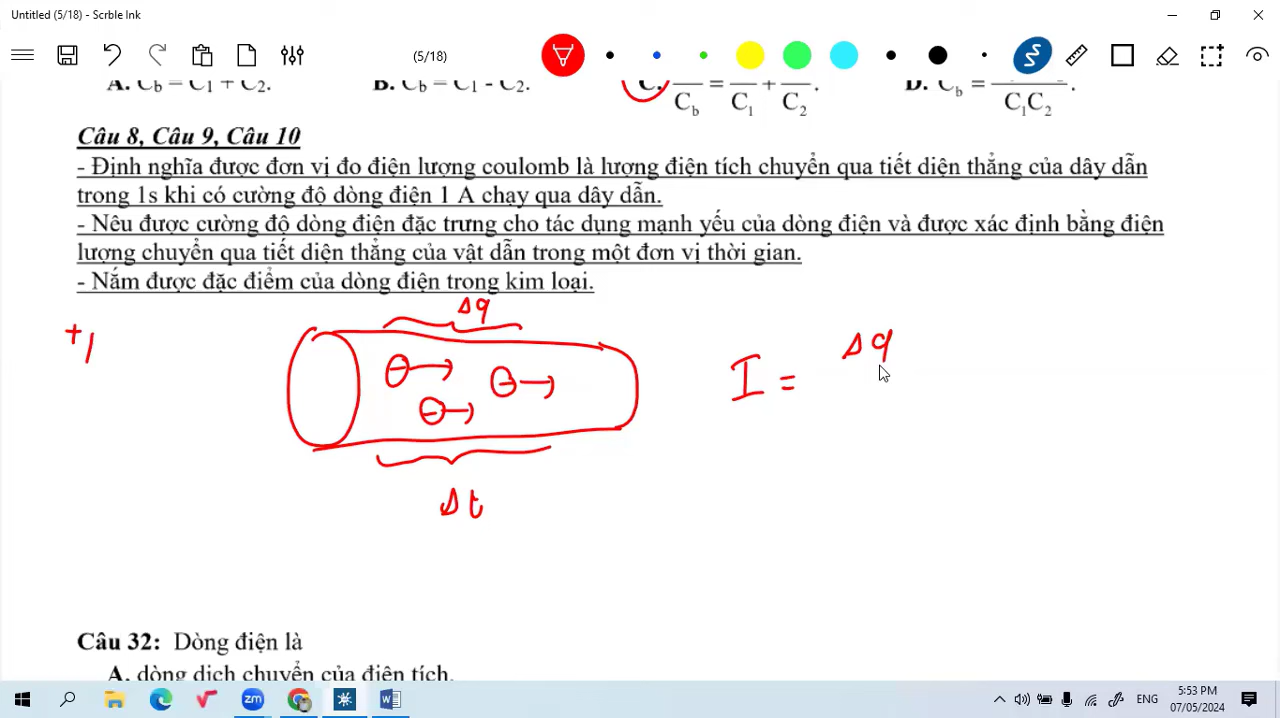 Untitled (5/18) - Scrble Ink
(5/18)
A. Cb = C1 + C2.
B. Cb = C1 - C2.
C. Cb = C1 + C2.
D. Cb = C1C2.
Câu 8, Câu 9, Câu 10
- Định nghĩa được đơn vị đo điện lượng coulomb là lượng điện tích chuyển qua tiết diện thẳng của dây dẫn
trong 1s khi có cường độ dòng điện 1 A chạy qua dây dẫn.
- Nêu được cường độ dòng điện đặc trưng cho tác dụng mạnh yếu của dòng điện và được xác định bằng điện
lượng chuyển qua tiết diện thẳng của vật dẫn trong một đơn vị thời gian.
- Nắm được đặc điểm của dòng điện trong kim loại.
Δq
+/
I = Δq
Δt
Câu 32: Dòng điện là
A. dòng dịch chuyển của điện tích.
zm
W
ENG
5:53 PM
07/05/2024